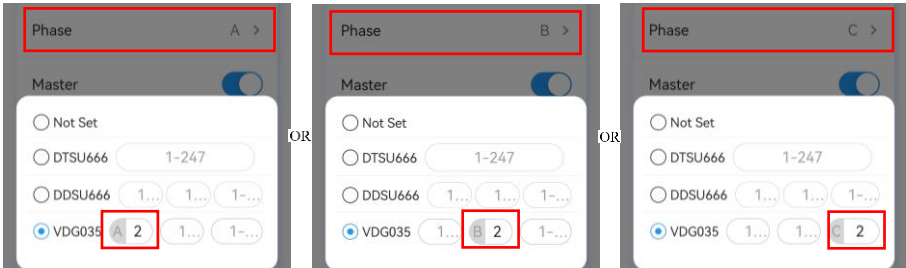 Phase A >
Master
Not Set
DTSU666 1-247
DDSU666 1... 1... 1-...
VDG035 A 2 1... 1-...
OR
Phase B >
Master
Not Set
DTSU666 1-247
DDSU666 1... 1... 1-...
VDG035 1... B 2 1-...
OR
Phase C >
Master
Not Set
DTSU666 1-247
DDSU666 1... 1... 1-...
VDG035 1... 1... C 2